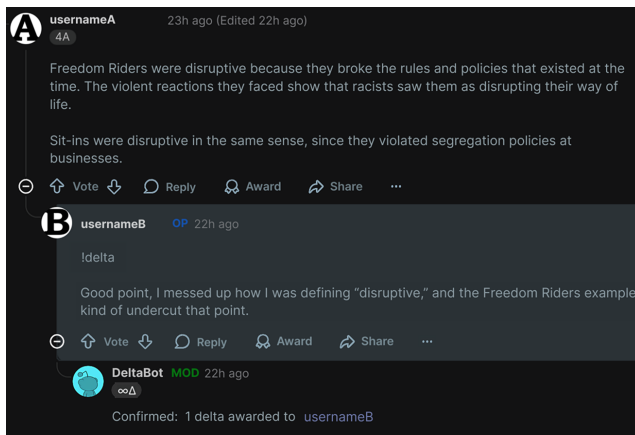 A usernameA 23h ago (Edited 22h ago)
4A
Freedom Riders were disruptive because they broke the rules and policies that existed at the
time. The violent reactions they faced show that racists saw them as disrupting their way of
life.
Sit-ins were disruptive in the same sense, since they violated segregation policies at
businesses.
Vote Reply Award Share ...
B usernameB OP 22h ago
!delta
Good point, I messed up how I was defining “disruptive,” and the Freedom Riders example
kind of undercut that point.
Vote Reply Award Share ...
DeltaBot MOD 22h ago
∞Δ
Confirmed: 1 delta awarded to usernameB